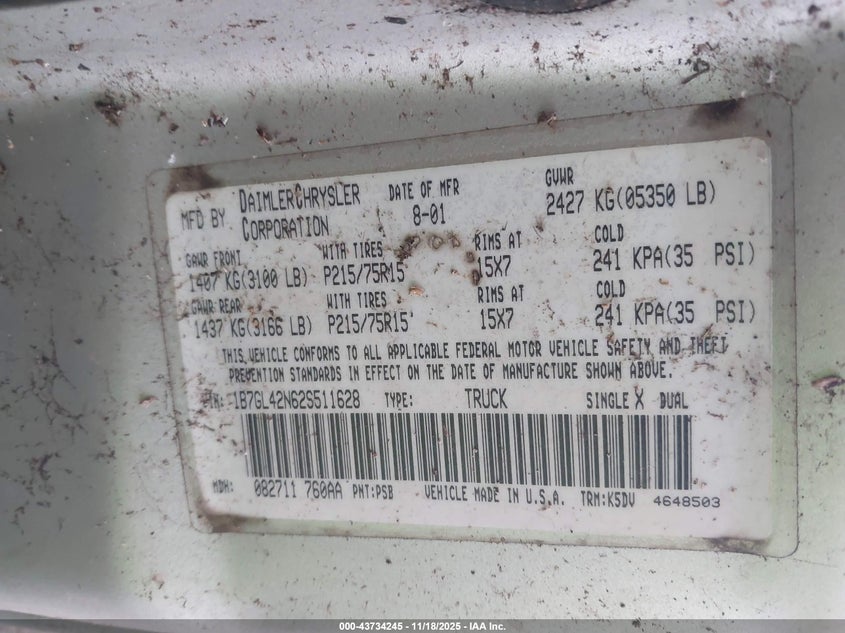 MFD BY DAIMLERCHRYSLER CORPORATION DATE OF MFR 8-01 GVWR 2427 KG(05350 LB)
GAWR FRONT WITH TIRES RIMS AT COLD
1407 KG(3100 LB) P215/75R15 15X7 241 KPA(35 PSI)
GAWR REAR WITH TIRES RIMS AT COLD
1437 KG(3166 LB) P215/75R15 15X7 241 KPA(35 PSI)
THIS VEHICLE CONFORMS TO ALL APPLICABLE FEDERAL MOTOR VEHICLE SAFETY AND THEFT
PREVENTION STANDARDS IN EFFECT ON THE DATE OF MANUFACTURE SHOWN ABOVE.
1B7GL42N62S511628 TYPE: TRUCK SINGLE X DUAL
MDH: 082711 760AA PNT:PSB VEHICLE MADE IN U.S.A. TRM:K5DV 4648503
000-43734245 - 11/18/2025 - IAA Inc.